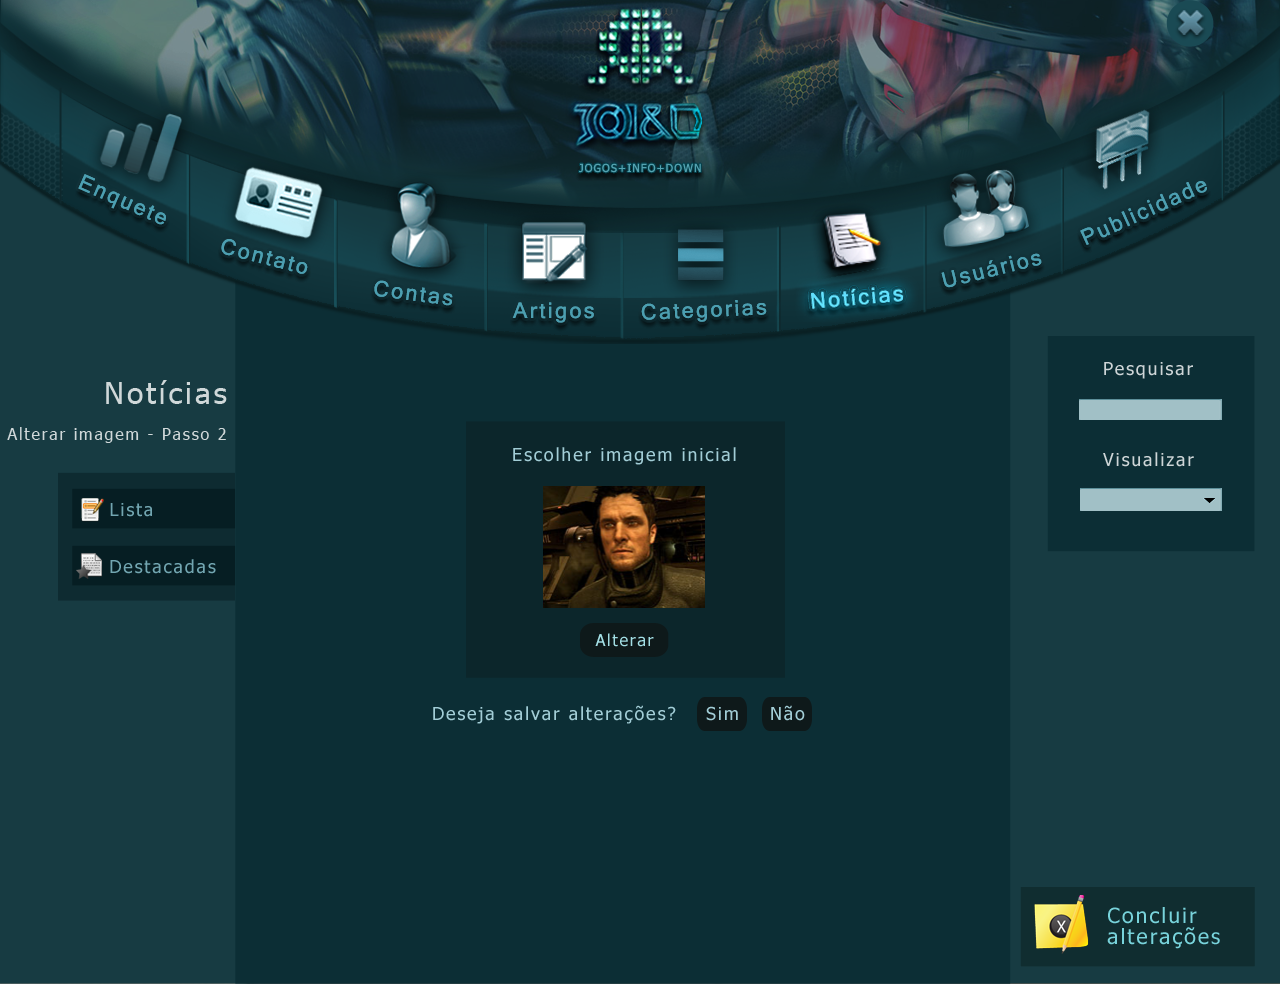 JOI&D
JOGOS+INFO+DOWN
Enquete
Contato
Contas
Artigos
Categorias
Notícias
Usuários
Publicidade
Notícias
Alterar imagem - Passo 2
Lista
Destacadas
Escolher imagem inicial
Alterar
Deseja salvar alterações? Sim Não
Pesquisar
Visualizar
X
Concluir
alterações